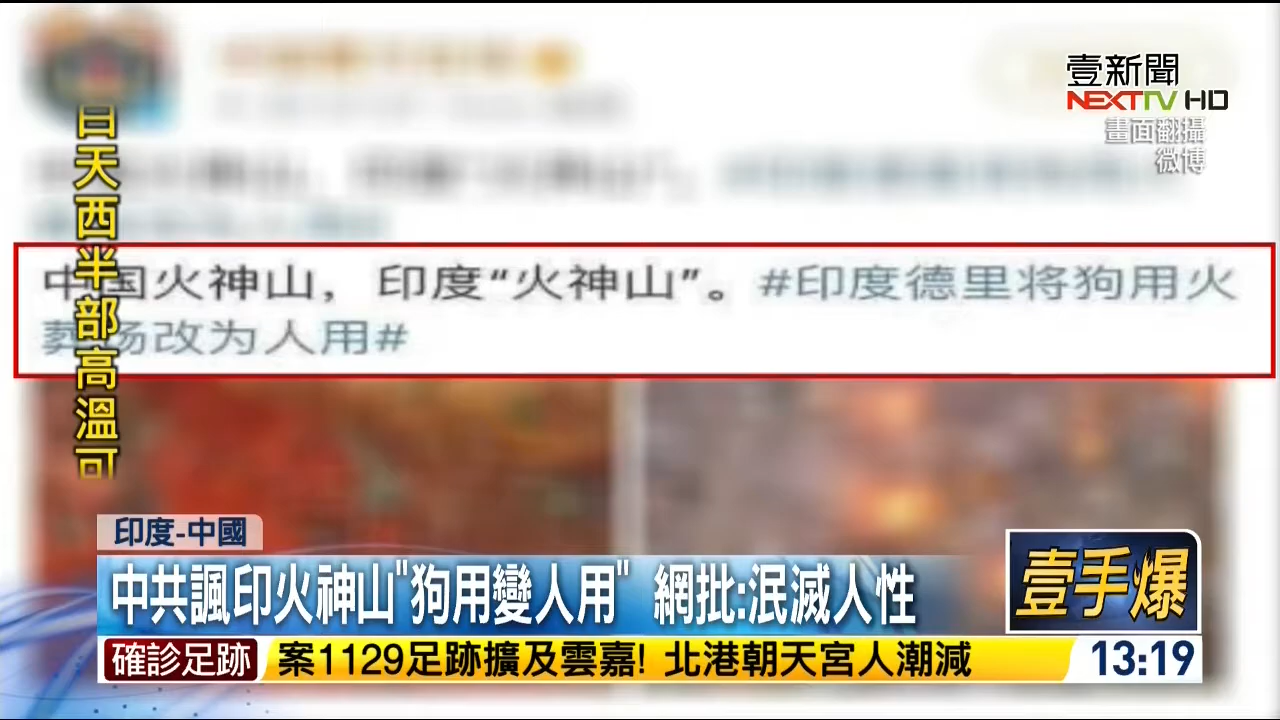 壹新聞
NEXTTV HD
畫面翻攝
微博
白天西半部高溫可
中国火神山，印度“火神山”。#印度德里将狗用火
葬场改为人用#
印度-中國
中共諷印火神山"狗用變人用" 網批:泯滅人性
壹手爆
確診足跡
案1129足跡擴及雲嘉! 北港朝天宮人潮減
13:19